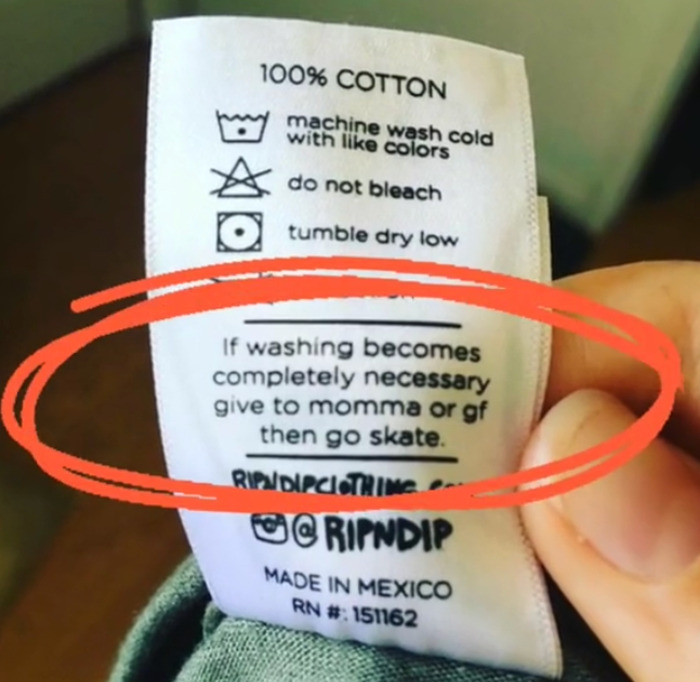 100% COTTON
machine wash cold
with like colors
do not bleach
tumble dry low
If washing becomes
completely necessary
give to momma or gf
then go skate.
RIPNDIPCLOTHING
@RIPNDIP
MADE IN MEXICO
RN #: 151162